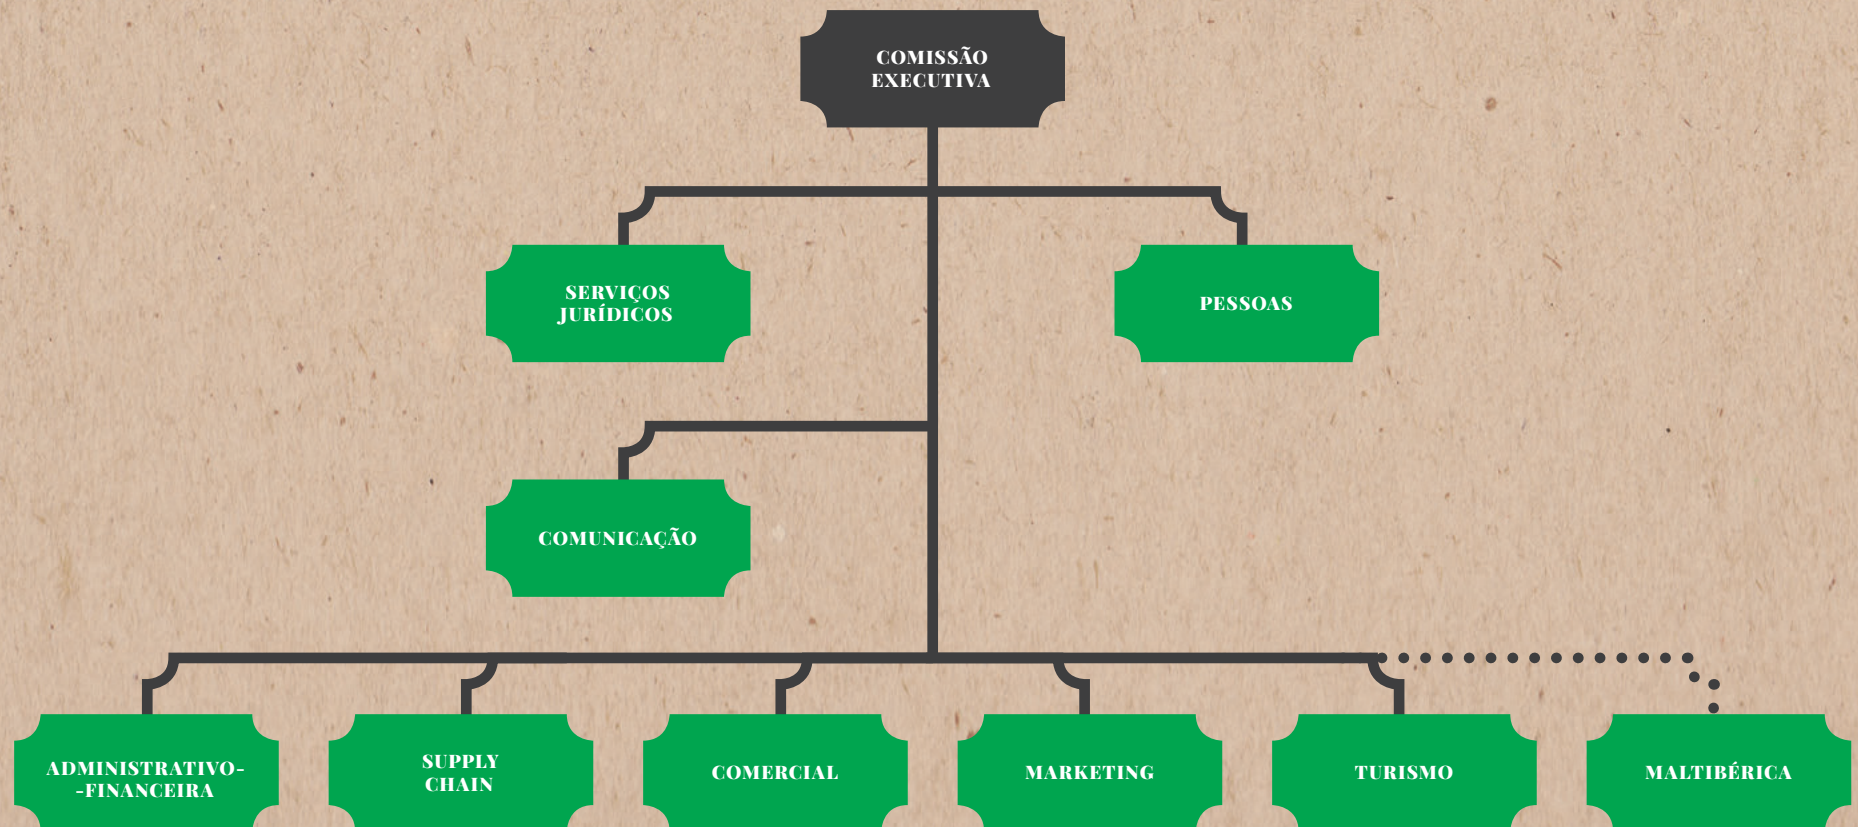 COMISSÃO
EXECUTIVA
SERVIÇOS
JURÍDICOS
PESSOAS
COMUNICAÇÃO
ADMINISTRATIVO-
-FINANCEIRA
SUPPLY
CHAIN
COMERCIAL
MARKETING
TURISMO
MALTIBÉRICA